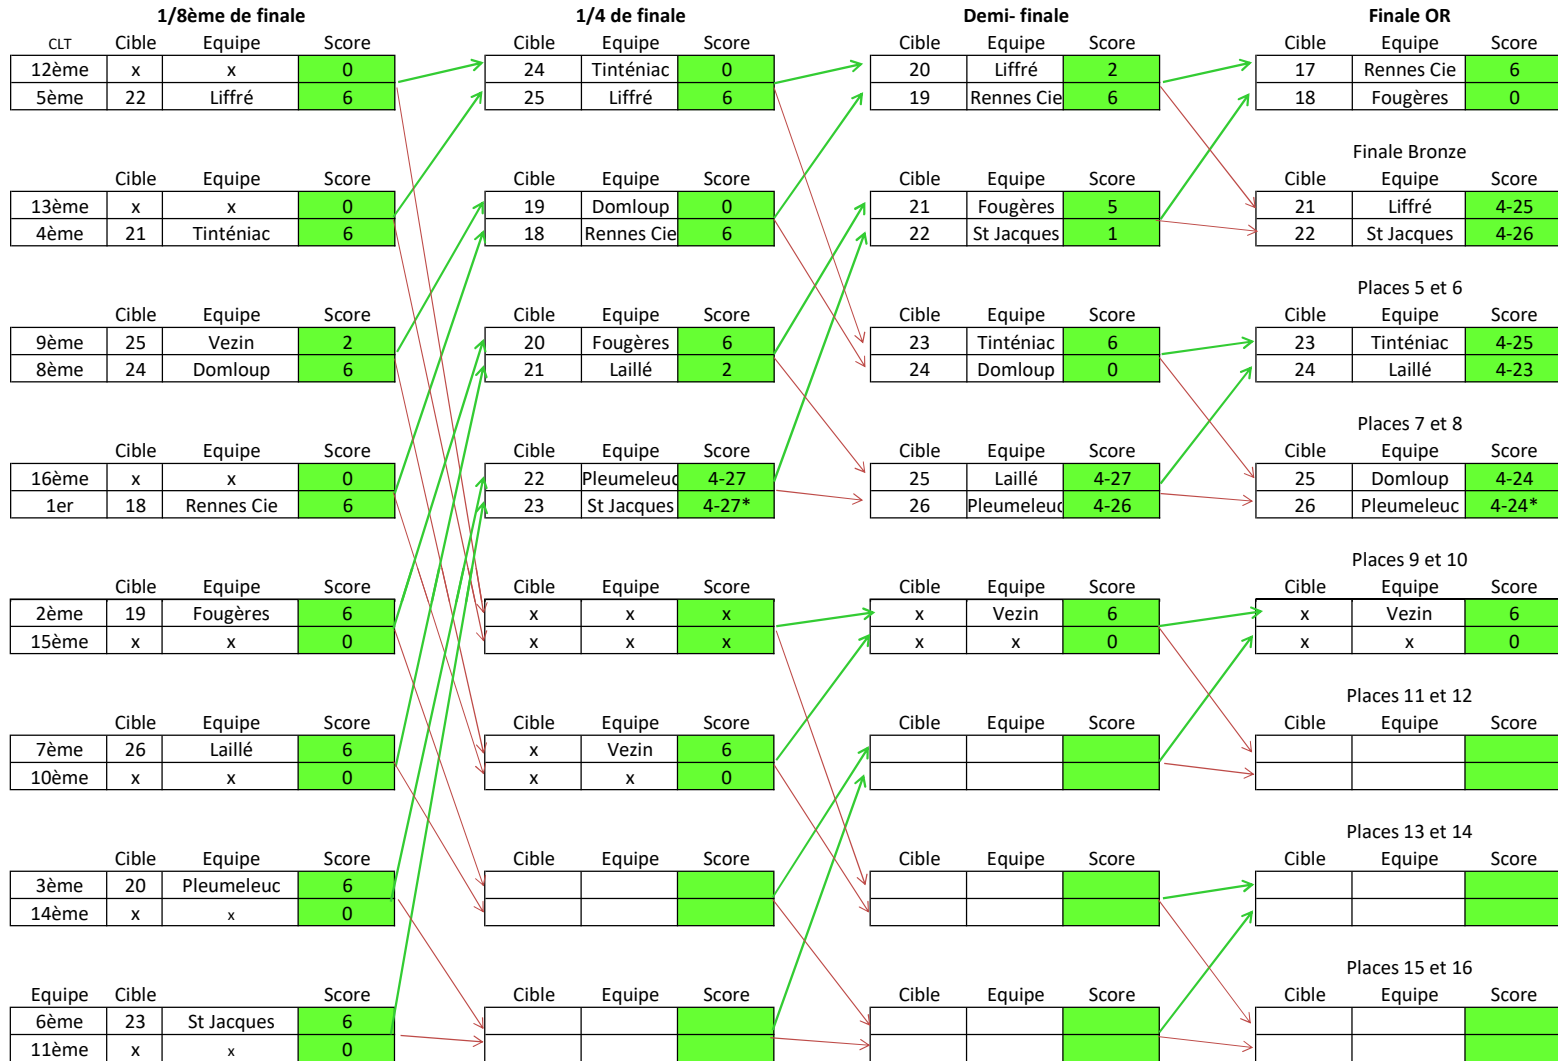 1/8ème de finale 1/4 de finale Demi- finale Finale OR
CLT Cible Equipe Score Cible Equipe Score Cible Equipe Score Cible Equipe Score
12ème x x 0 24 Tinténiac 0 20 Liffré 2 17 Rennes Cie 6
5ème 22 Liffré 6 25 Liffré 6 19 Rennes Cie 6 18 Fougères 0
Finale Bronze
Cible Equipe Score Cible Equipe Score Cible Equipe Score Cible Equipe Score
13ème x x 0 19 Domloup 0 21 Fougères 5 21 Liffré 4-25
4ème 21 Tinténiac 6 18 Rennes Cie 6 22 St Jacques 1 22 St Jacques 4-26
Places 5 et 6
Cible Equipe Score Cible Equipe Score Cible Equipe Score Cible Equipe Score
9ème 25 Vezin 2 20 Fougères 6 23 Tinténiac 6 23 Tinténiac 4-25
8ème 24 Domloup 6 21 Laillé 2 24 Domloup 0 24 Laillé 4-23
Places 7 et 8
Cible Equipe Score Cible Equipe Score Cible Equipe Score Cible Equipe Score
16ème x x 0 22 Pleumeleuc 4-27 25 Laillé 4-27 25 Domloup 4-24
1er 18 Rennes Cie 6 23 St Jacques 4-27* 26 Pleumeleuc 4-26 26 Pleumeleuc 4-24*
Places 9 et 10
Cible Equipe Score Cible Equipe Score Cible Equipe Score Cible Equipe Score
2ème 19 Fougères 6 x x x x Vezin 6 x Vezin 6
15ème x x 0 x x x x x 0 x x 0
Places 11 et 12
Cible Equipe Score Cible Equipe Score Cible Equipe Score Cible Equipe Score
7ème 26 Laillé 6 x Vezin 6
10ème x x 0 x x 0
Places 13 et 14
Cible Equipe Score Cible Equipe Score Cible Equipe Score Cible Equipe Score
3ème 20 Pleumeleuc 6
14ème x x 0
Places 15 et 16
Equipe Cible Score Cible Equipe Score Cible Equipe Score Cible Equipe Score
6ème 23 St Jacques 6
11ème x x 0